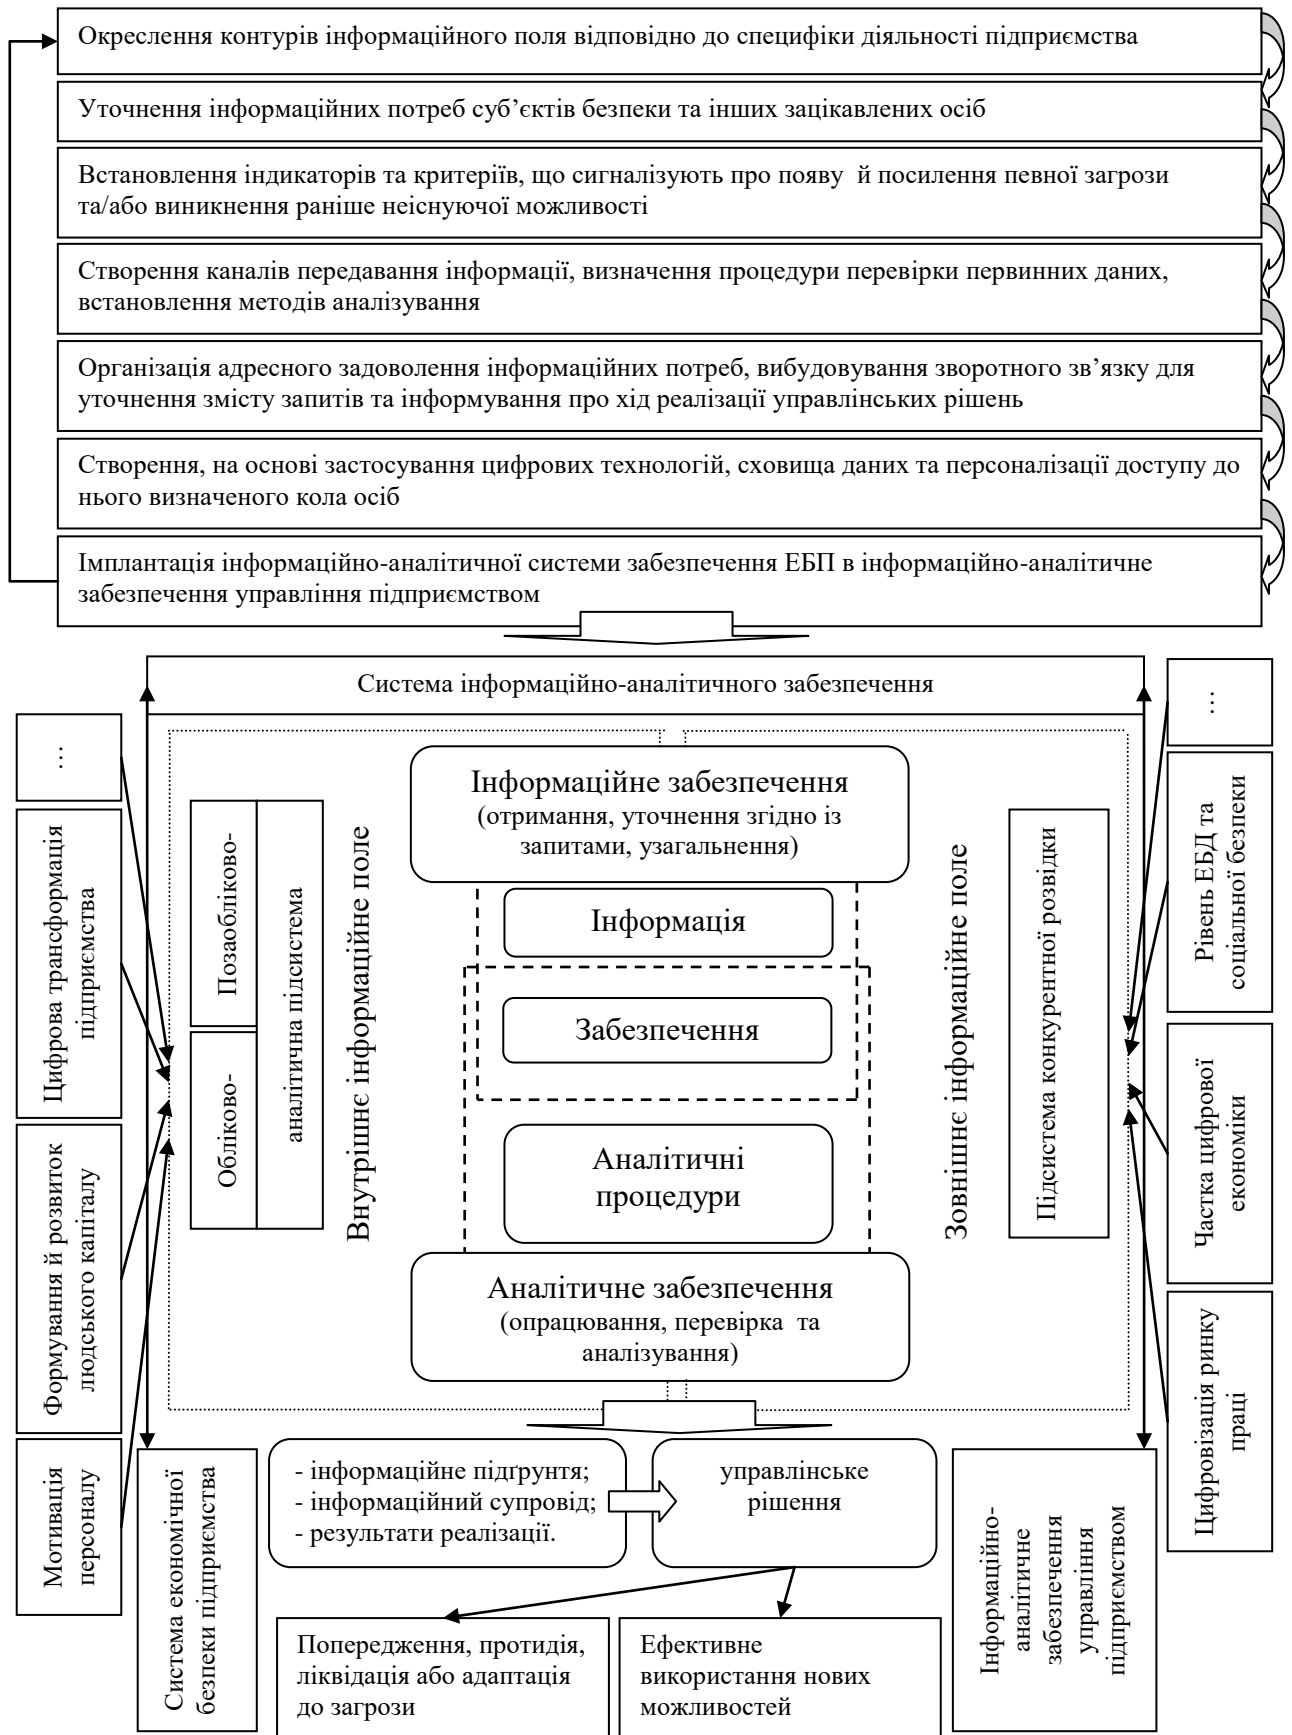 Окреслення контурів інформаційного поля відповідно до специфіки діяльності підприємства
Уточнення інформаційних потреб суб’єктів безпеки та інших зацікавлених осіб
Встановлення індикаторів та критеріїв, що сигналізують про появу й посилення певної загрози
та/або виникнення раніше неіснуючої можливості
Створення каналів передавання інформації, визначення процедури перевірки первинних даних,
встановлення методів аналізування
Організація адресного задоволення інформаційних потреб, вибудовування зворотного зв’язку для
уточнення змісту запитів та інформування про хід реалізації управлінських рішень
Створення, на основі застосування цифрових технологій, сховища даних та персоналізації доступу до
нього визначеного кола осіб
Імплантація інформаційно-аналітичної системи забезпечення ЕБП в інформаційно-аналітичне
забезпечення управління підприємством
Система інформаційно-аналітичного забезпечення
…
Цифрова трансформація
підприємства
Формування й розвиток
людського капіталу
Мотивація
персоналу
Позаобліково-
Обліково-
аналітична підсистема
Внутрішнє інформаційне поле
Інформаційне забезпечення
(отримання, уточнення згідно із
запитами, узагальнення)
Інформація
Забезпечення
Аналітичні
процедури
Аналітичне забезпечення
(опрацювання, перевірка та
аналізування)
Зовнішнє інформаційне поле
Підсистема конкурентної розвідки
…
Рівень ЕБД та
соціальної безпеки
Частка цифрової
економіки
Цифровізація ринку
праці
Система економічної
безпеки підприємства
- інформаційне підґрунтя;
- інформаційний супровід;
- результати реалізації.
управлінське
рішення
Інформаційно-
аналітичне
забезпечення
управління
підприємством
Попередження, протидія,
ліквідація або адаптація
до загрози
Ефективне
використання нових
можливостей